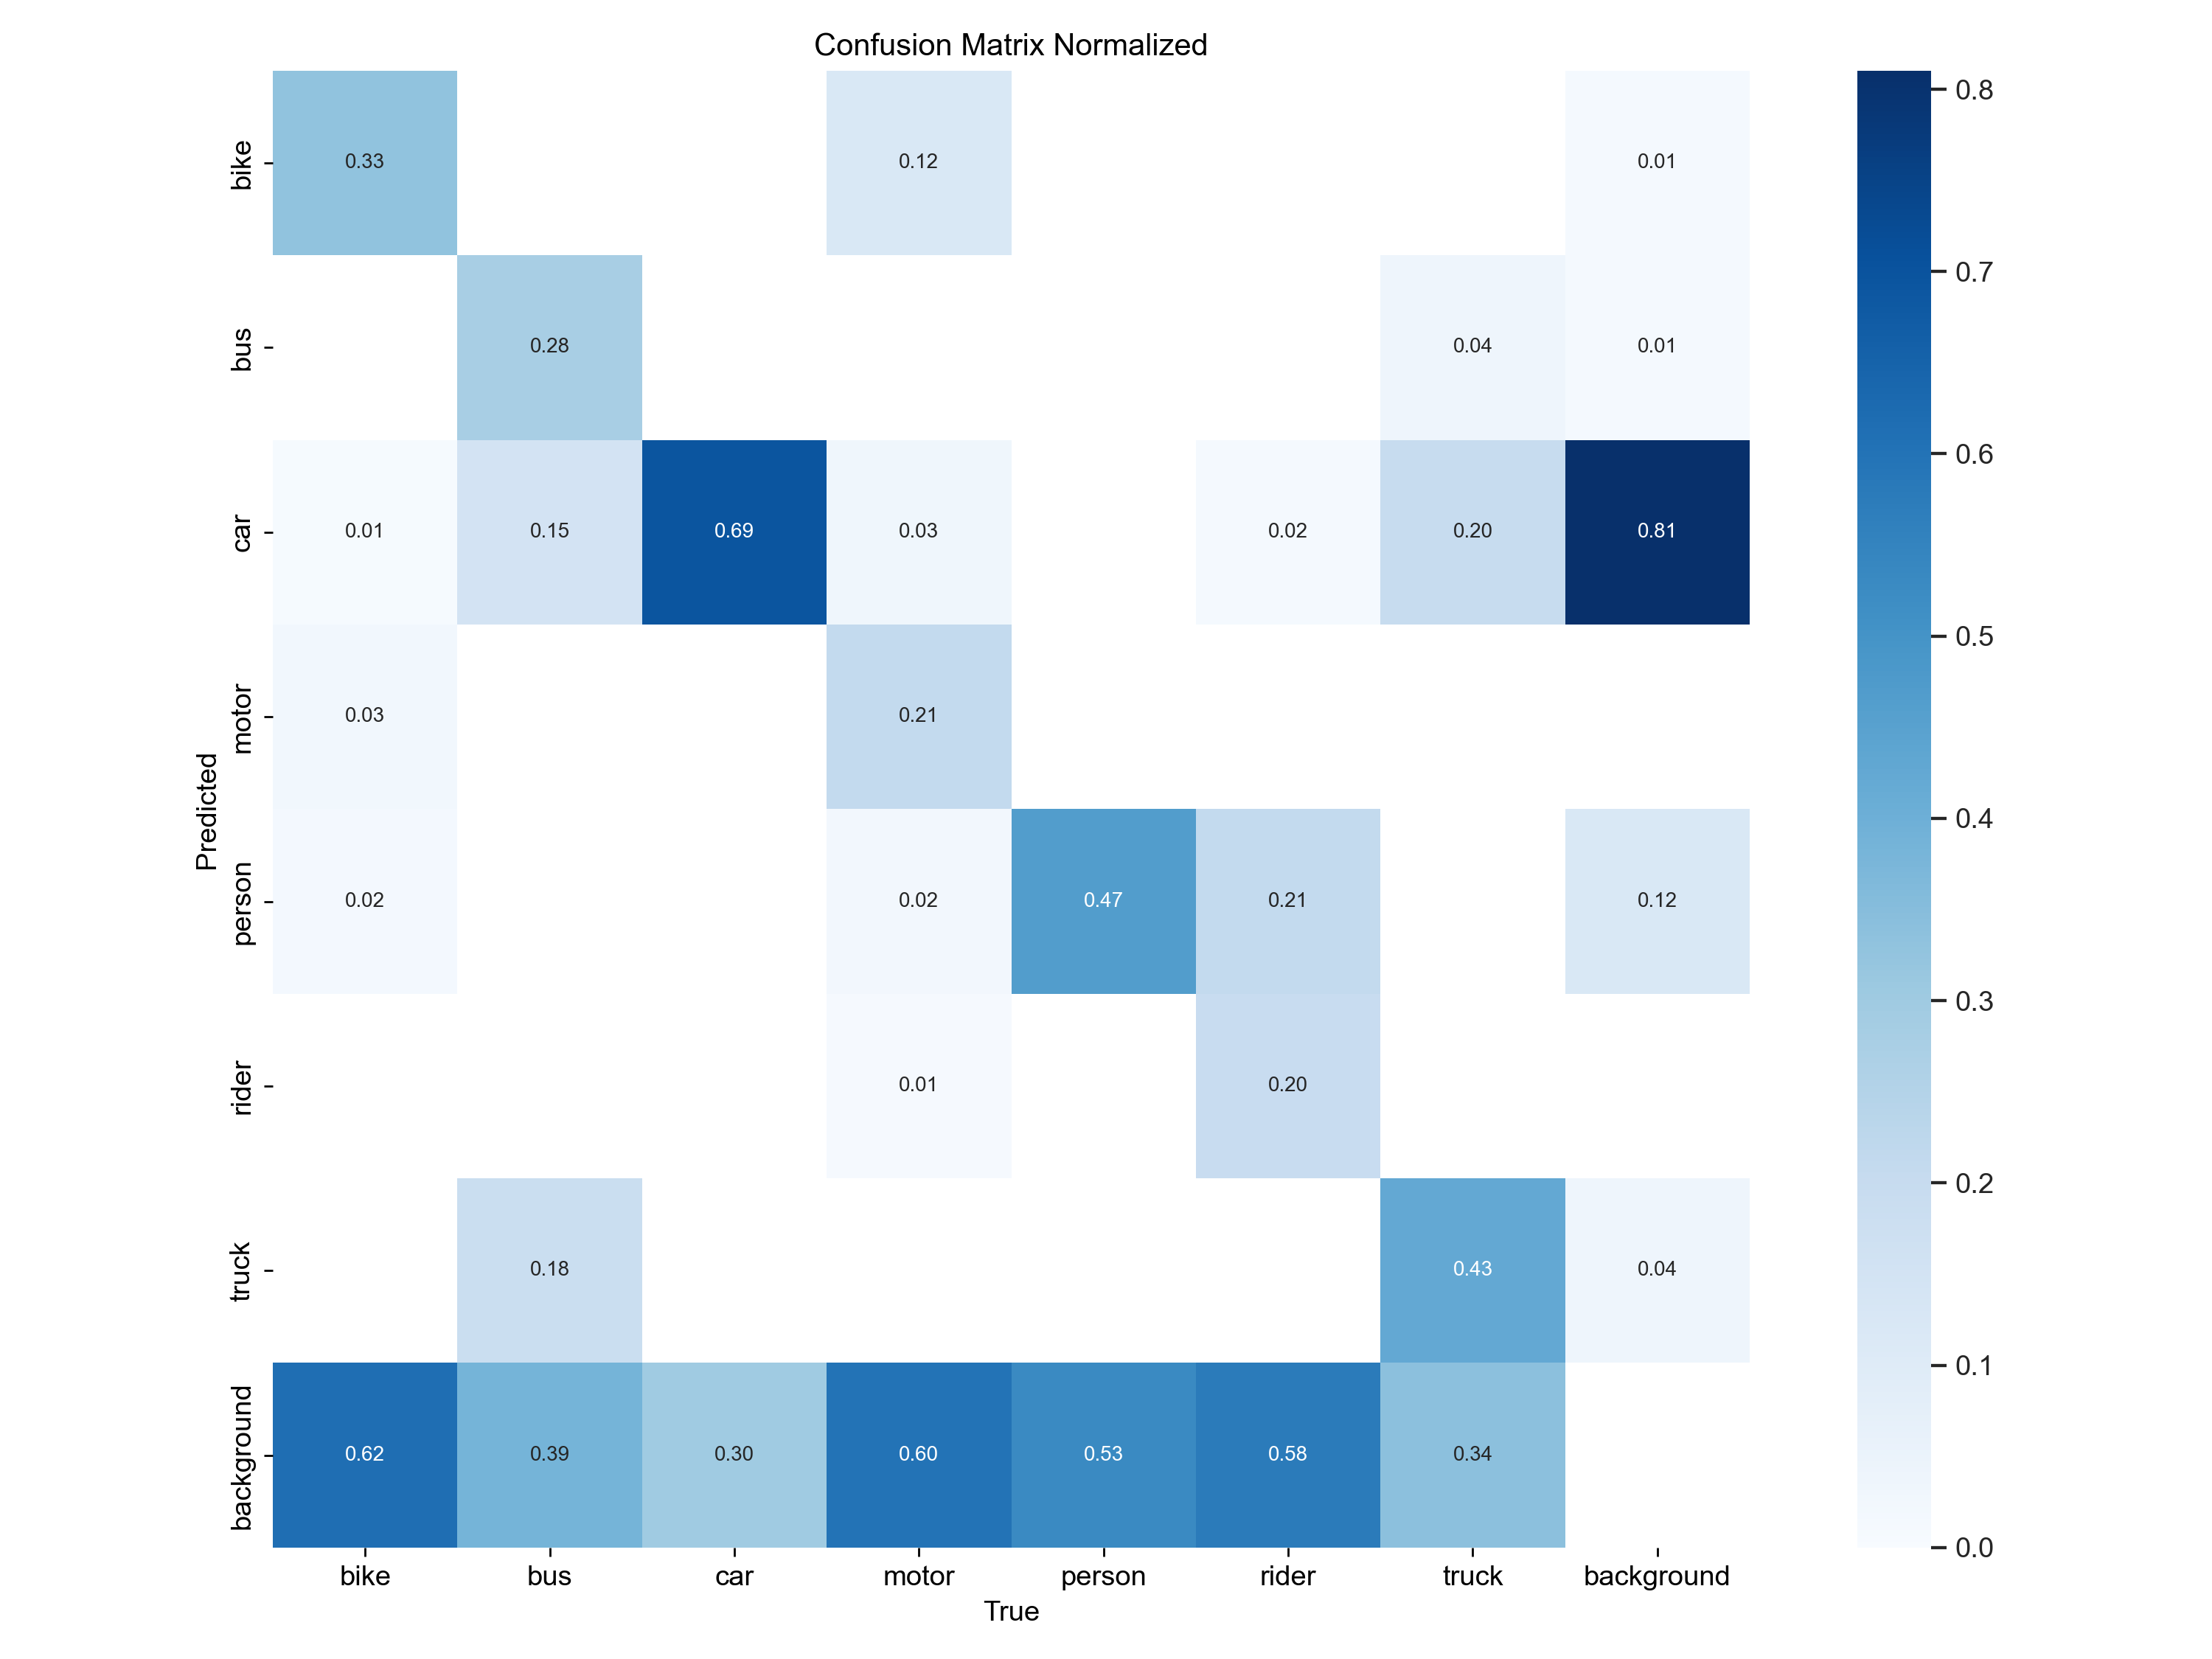 Confusion Matrix Normalized
Predicted
bike 0.33 0.12 0.01
bus 0.28 0.04 0.01
car 0.01 0.15 0.69 0.03 0.02 0.20 0.81
motor 0.03 0.21
person 0.02 0.02 0.47 0.21 0.12
rider 0.01 0.20
truck 0.18 0.43 0.04
background 0.62 0.39 0.30 0.60 0.53 0.58 0.34
bike bus car motor person rider truck background
True
0.8
0.7
0.6
0.5
0.4
0.3
0.2
0.1
0.0